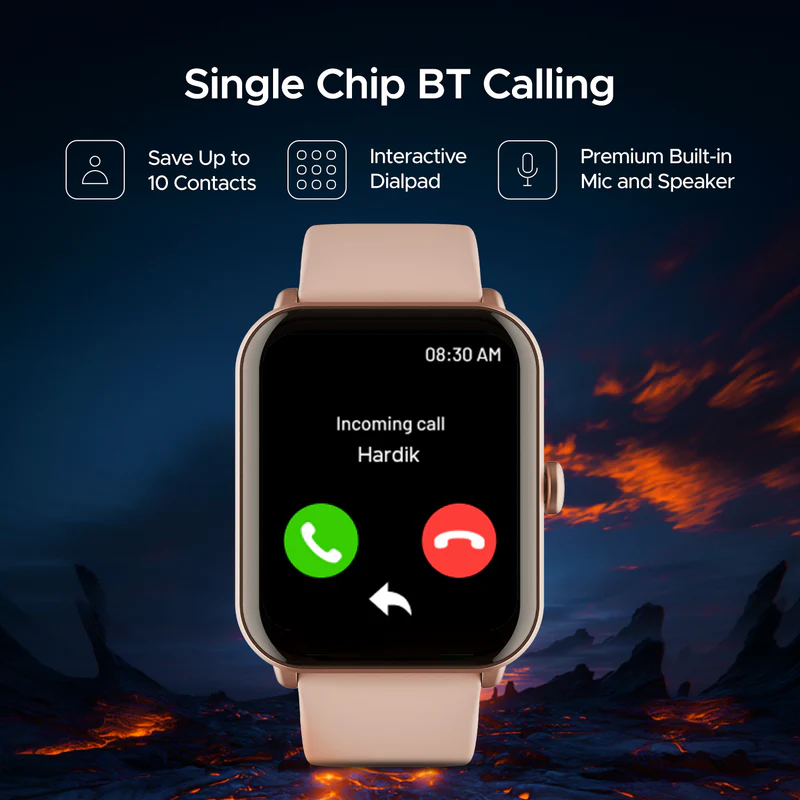 Single Chip BT Calling
Save Up to
10 Contacts
Interactive
Dialpad
Premium Built-in
Mic and Speaker
08:30 AM
Incoming call
Hardik